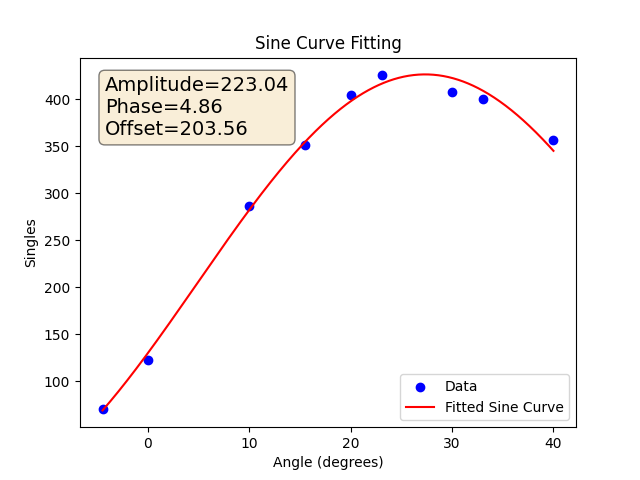 Sine Curve Fitting
Amplitude=223.04
Phase=4.86
Offset=203.56
400
350
300
250
200
150
100
Singles
0
10
20
30
40
Angle (degrees)
Data
Fitted Sine Curve